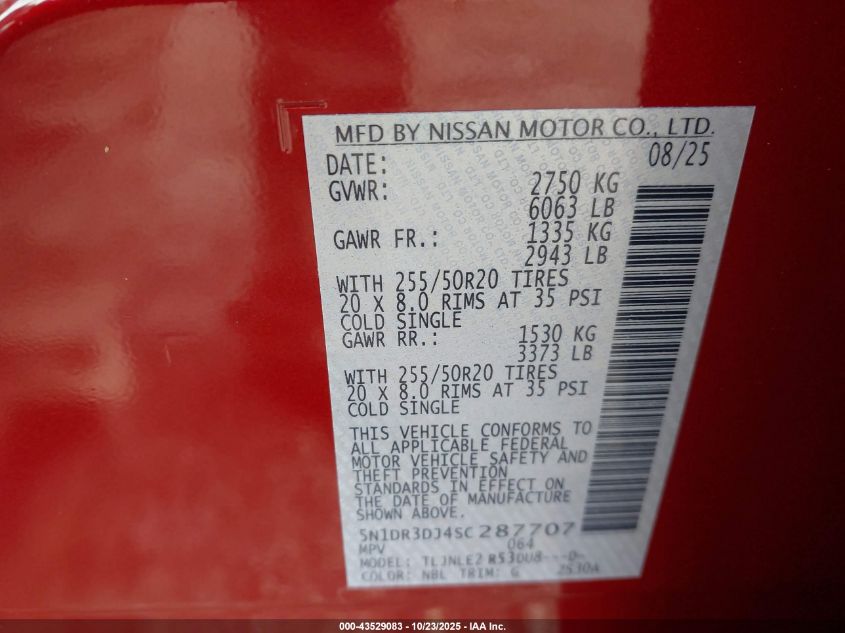 MFD BY NISSAN MOTOR CO., LTD.
DATE: 08/25
GVWR: 2750 KG
6063 LB
GAWR FR.: 1335 KG
2943 LB
WITH 255/50R20 TIRES
20 X 8.0 RIMS AT 35 PSI
COLD SINGLE
GAWR RR.: 1530 KG
3373 LB
WITH 255/50R20 TIRES
20 X 8.0 RIMS AT 35 PSI
COLD SINGLE
THIS VEHICLE CONFORMS TO
ALL APPLICABLE FEDERAL
MOTOR VEHICLE SAFETY AND
THEFT PREVENTION
STANDARDS IN EFFECT ON
THE DATE OF MANUFACTURE
SHOWN ABOVE.
5N1DR3DJ4SC287707
MPV 064
MODEL: TLJNLE2 R53DU8---D-
COLOR: NBL TRIM: G 2530A
000-43529083 - 10/23/2025 - IAA Inc.